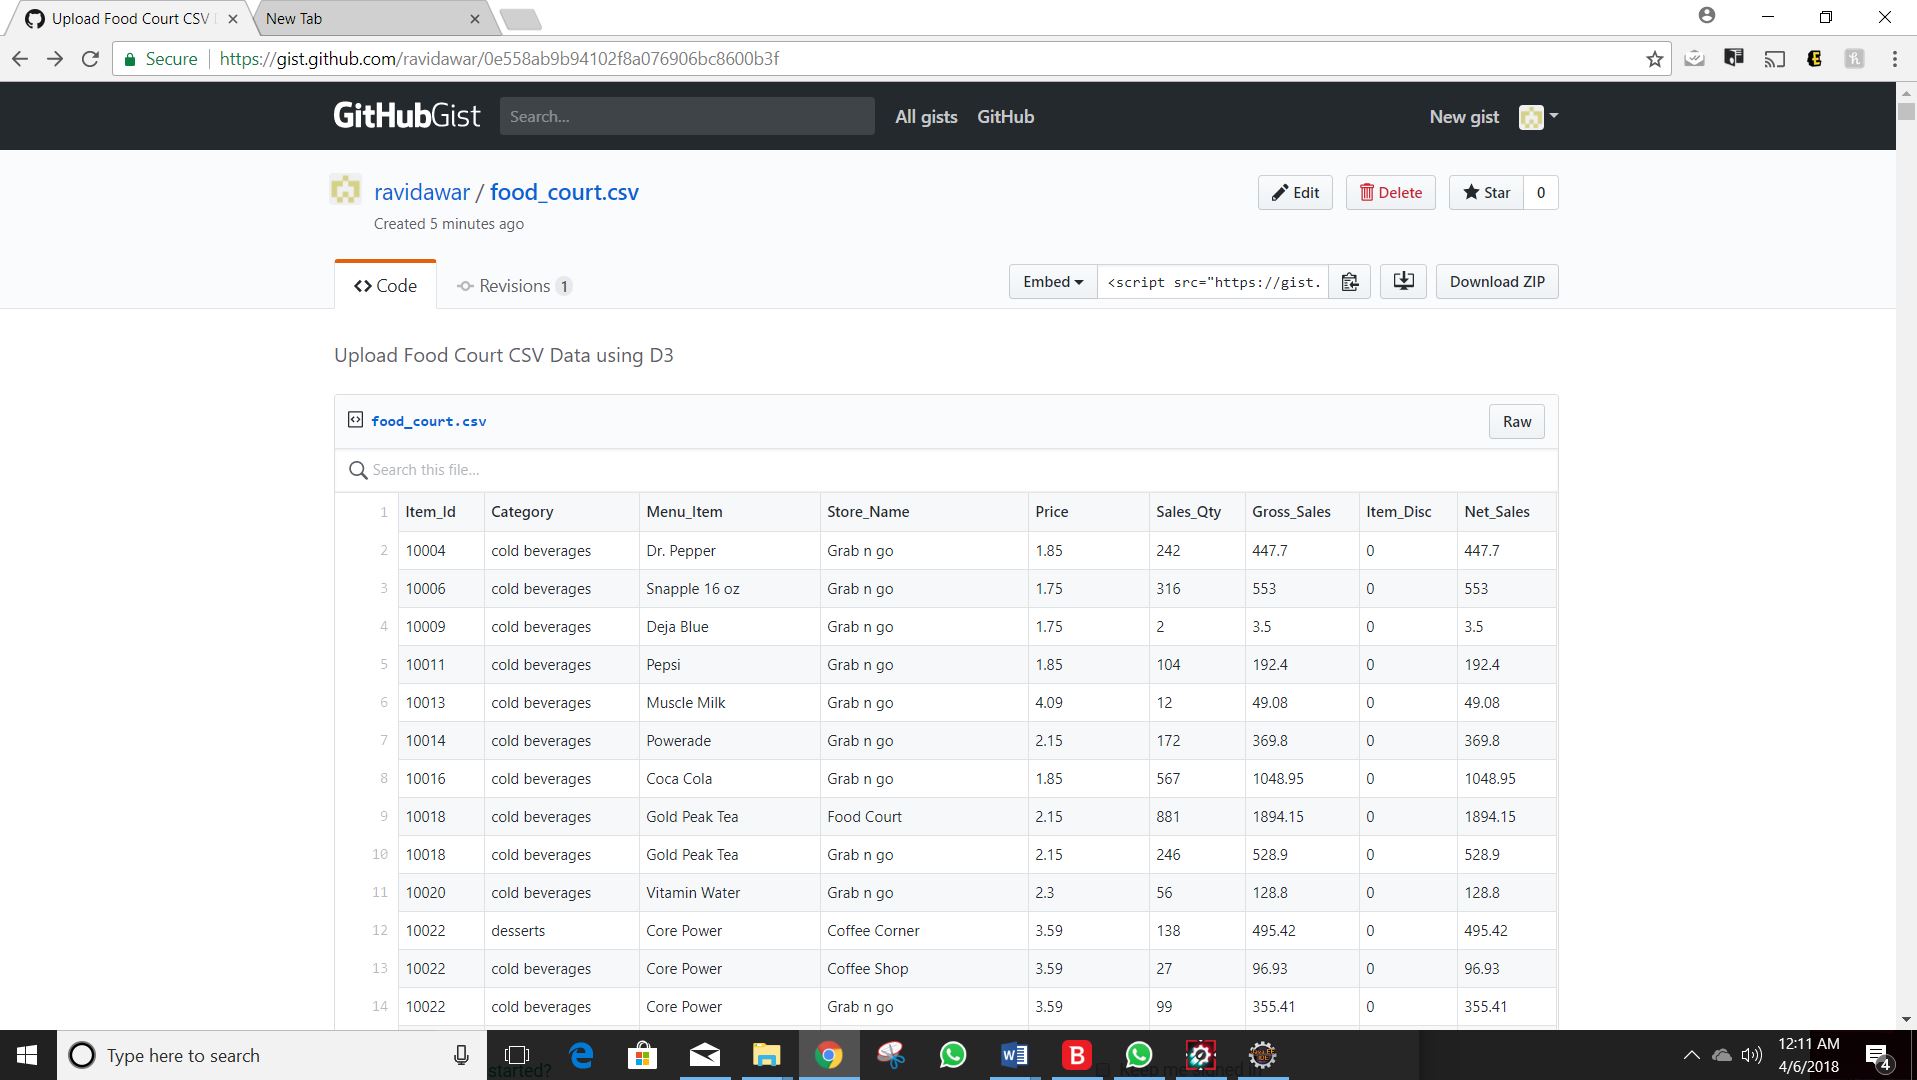 Upload Food Court CSV
New Tab
Secure https://gist.github.com/ravidawar/0e558ab9b94102f8a076906bc8600b3f
GitHubGist Search... All gists GitHub New gist
ravidawar / food_court.csv Edit Delete Star 0
Created 5 minutes ago
Code Revisions 1 Embed <script src="https://gist. Download ZIP
Upload Food Court CSV Data using D3
food_court.csv Raw
Search this file...
1 Item_Id Category Menu_Item Store_Name Price Sales_Qty Gross_Sales Item_Disc Net_Sales
2 10004 cold beverages Dr. Pepper Grab n go 1.85 242 447.7 0 447.7
3 10006 cold beverages Snapple 16 oz Grab n go 1.75 316 553 0 553
4 10009 cold beverages Deja Blue Grab n go 1.75 2 3.5 0 3.5
5 10011 cold beverages Pepsi Grab n go 1.85 104 192.4 0 192.4
6 10013 cold beverages Muscle Milk Grab n go 4.09 12 49.08 0 49.08
7 10014 cold beverages Powerade Grab n go 2.15 172 369.8 0 369.8
8 10016 cold beverages Coca Cola Grab n go 1.85 567 1048.95 0 1048.95
9 10018 cold beverages Gold Peak Tea Food Court 2.15 881 1894.15 0 1894.15
10 10018 cold beverages Gold Peak Tea Grab n go 2.15 246 528.9 0 528.9
11 10020 cold beverages Vitamin Water Grab n go 2.3 56 128.8 0 128.8
12 10022 desserts Core Power Coffee Corner 3.59 138 495.42 0 495.42
13 10022 cold beverages Core Power Coffee Shop 3.59 27 96.93 0 96.93
14 10022 cold beverages Core Power Grab n go 3.59 99 355.41 0 355.41
Type here to search
started?
Keep me signed in
12:11 AM
4/6/2018
4